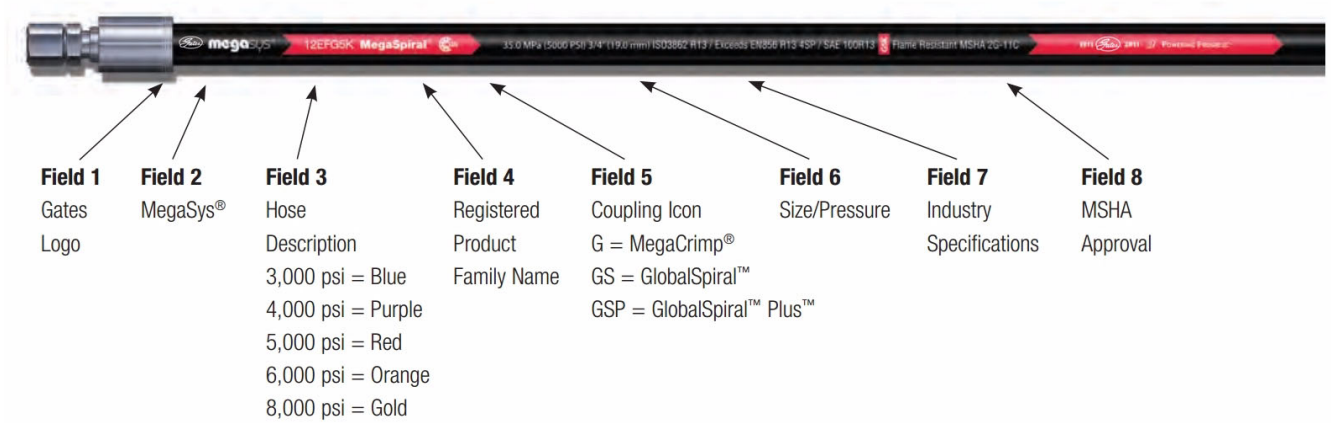 Gates megasys 12EFG5K MegaSpiral® 35.0 MPa (5000 PSI) 3/4" (19.0 mm) ISO3862 R13 / Exceeds EN856 R13 4SP / SAE 100R13 G5K Flame Resistant MSHA 2G-11C Gates Powering Progress
Field 1 Field 2 Field 3 Field 4 Field 5 Field 6 Field 7 Field 8
Gates MegaSys® Hose Registered Coupling Icon Size/Pressure Industry MSHA
Logo Description Product G = MegaCrimp® Specifications Approval
3,000 psi = Blue Family Name GS = GlobalSpiral™
4,000 psi = Purple GSP = GlobalSpiral™ Plus™
5,000 psi = Red
6,000 psi = Orange
8,000 psi = Gold